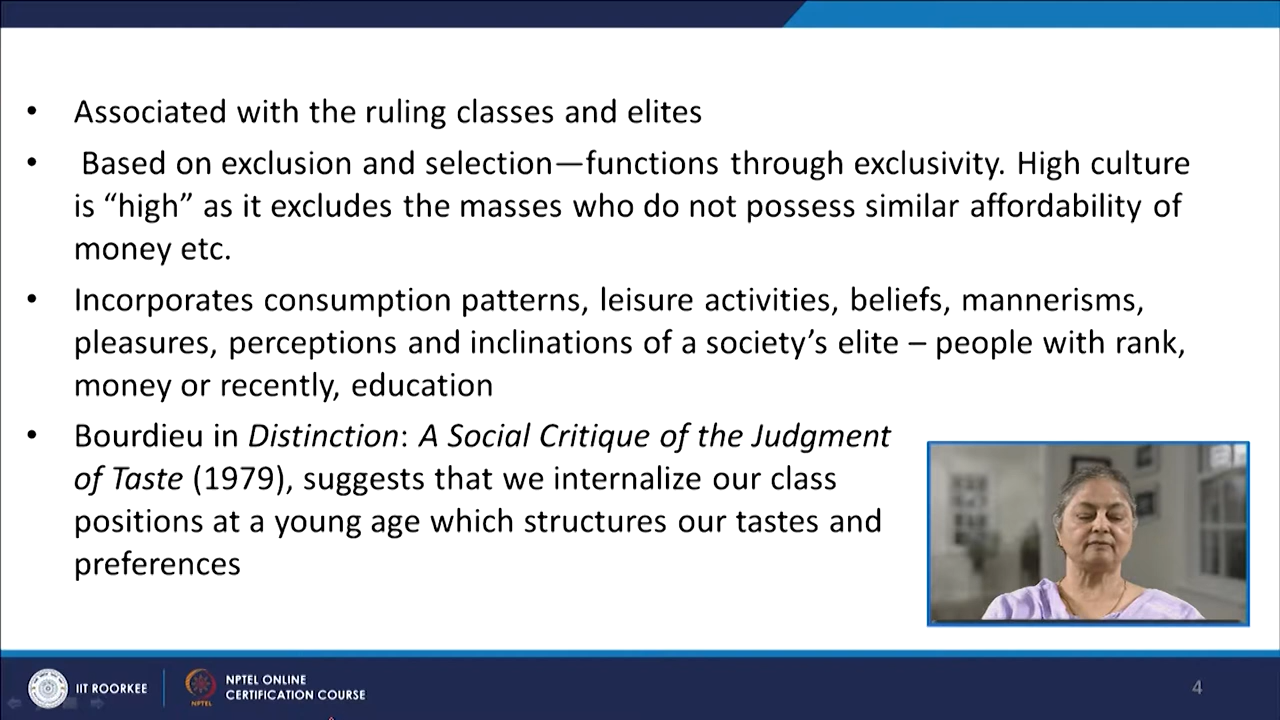 • Associated with the ruling classes and elites
• Based on exclusion and selection—functions through exclusivity. High culture
is “high” as it excludes the masses who do not possess similar affordability of
money etc.
• Incorporates consumption patterns, leisure activities, beliefs, mannerisms,
pleasures, perceptions and inclinations of a society’s elite – people with rank,
money or recently, education
• Bourdieu in Distinction: A Social Critique of the Judgment
of Taste (1979), suggests that we internalize our class
positions at a young age which structures our tastes and
preferences
IIT ROORKEE
NPTEL
NPTEL ONLINE
CERTIFICATION COURSE
4